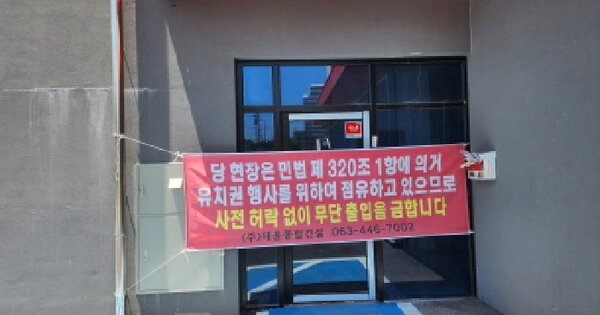 당 현장은 민법 제 320조 1항에 의거
유치권 행사를 위하여 점유하고 있으므로
사전 허락 없이 무단 출입을 금합니다
063-446-7002